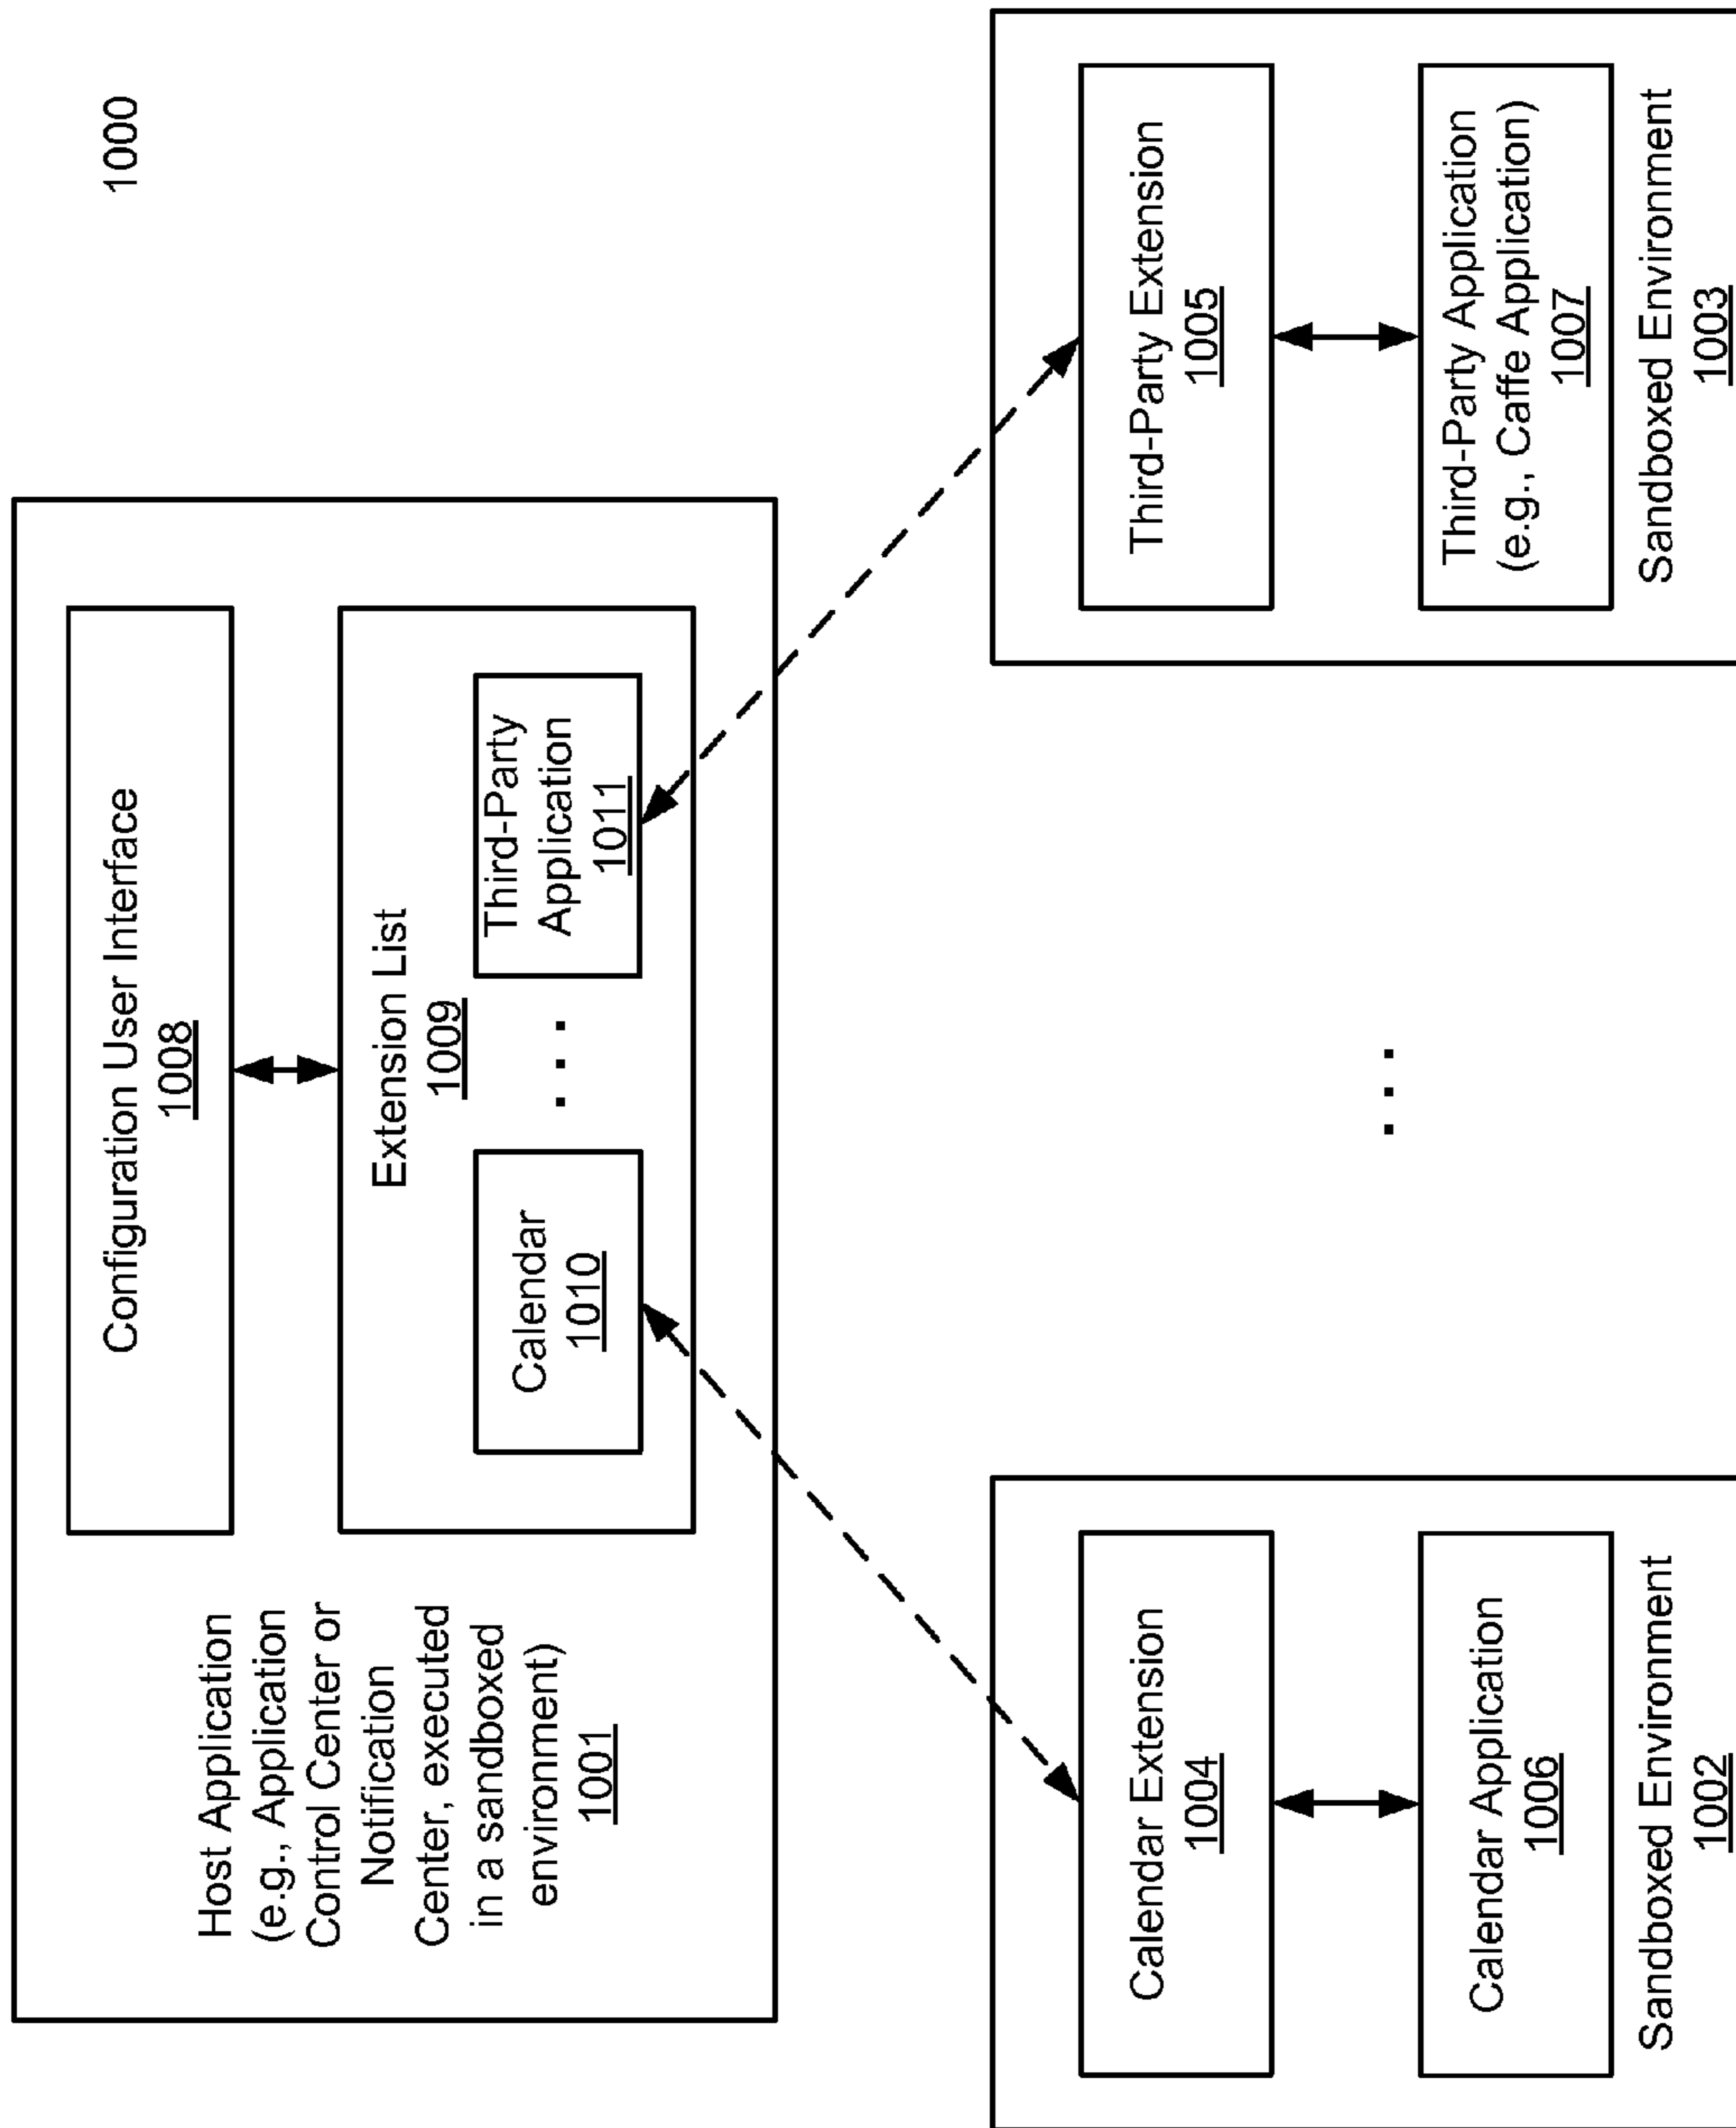 1000
Configuration User Interface
1008
Host Application
(e.g., Application
Control Center or
Notification
Center, executed
in a sandboxed
environment)
1001
Extension List
1009
Calendar
1010
. . .
Third-Party
Application
1011
Calendar Extension
1004
Calendar Application
1006
Sandboxed Environment
1002
. . .
Third-Party Extension
1005
Third-Party Application
(e.g., Caffe Application)
1007
Sandboxed Environment
1003